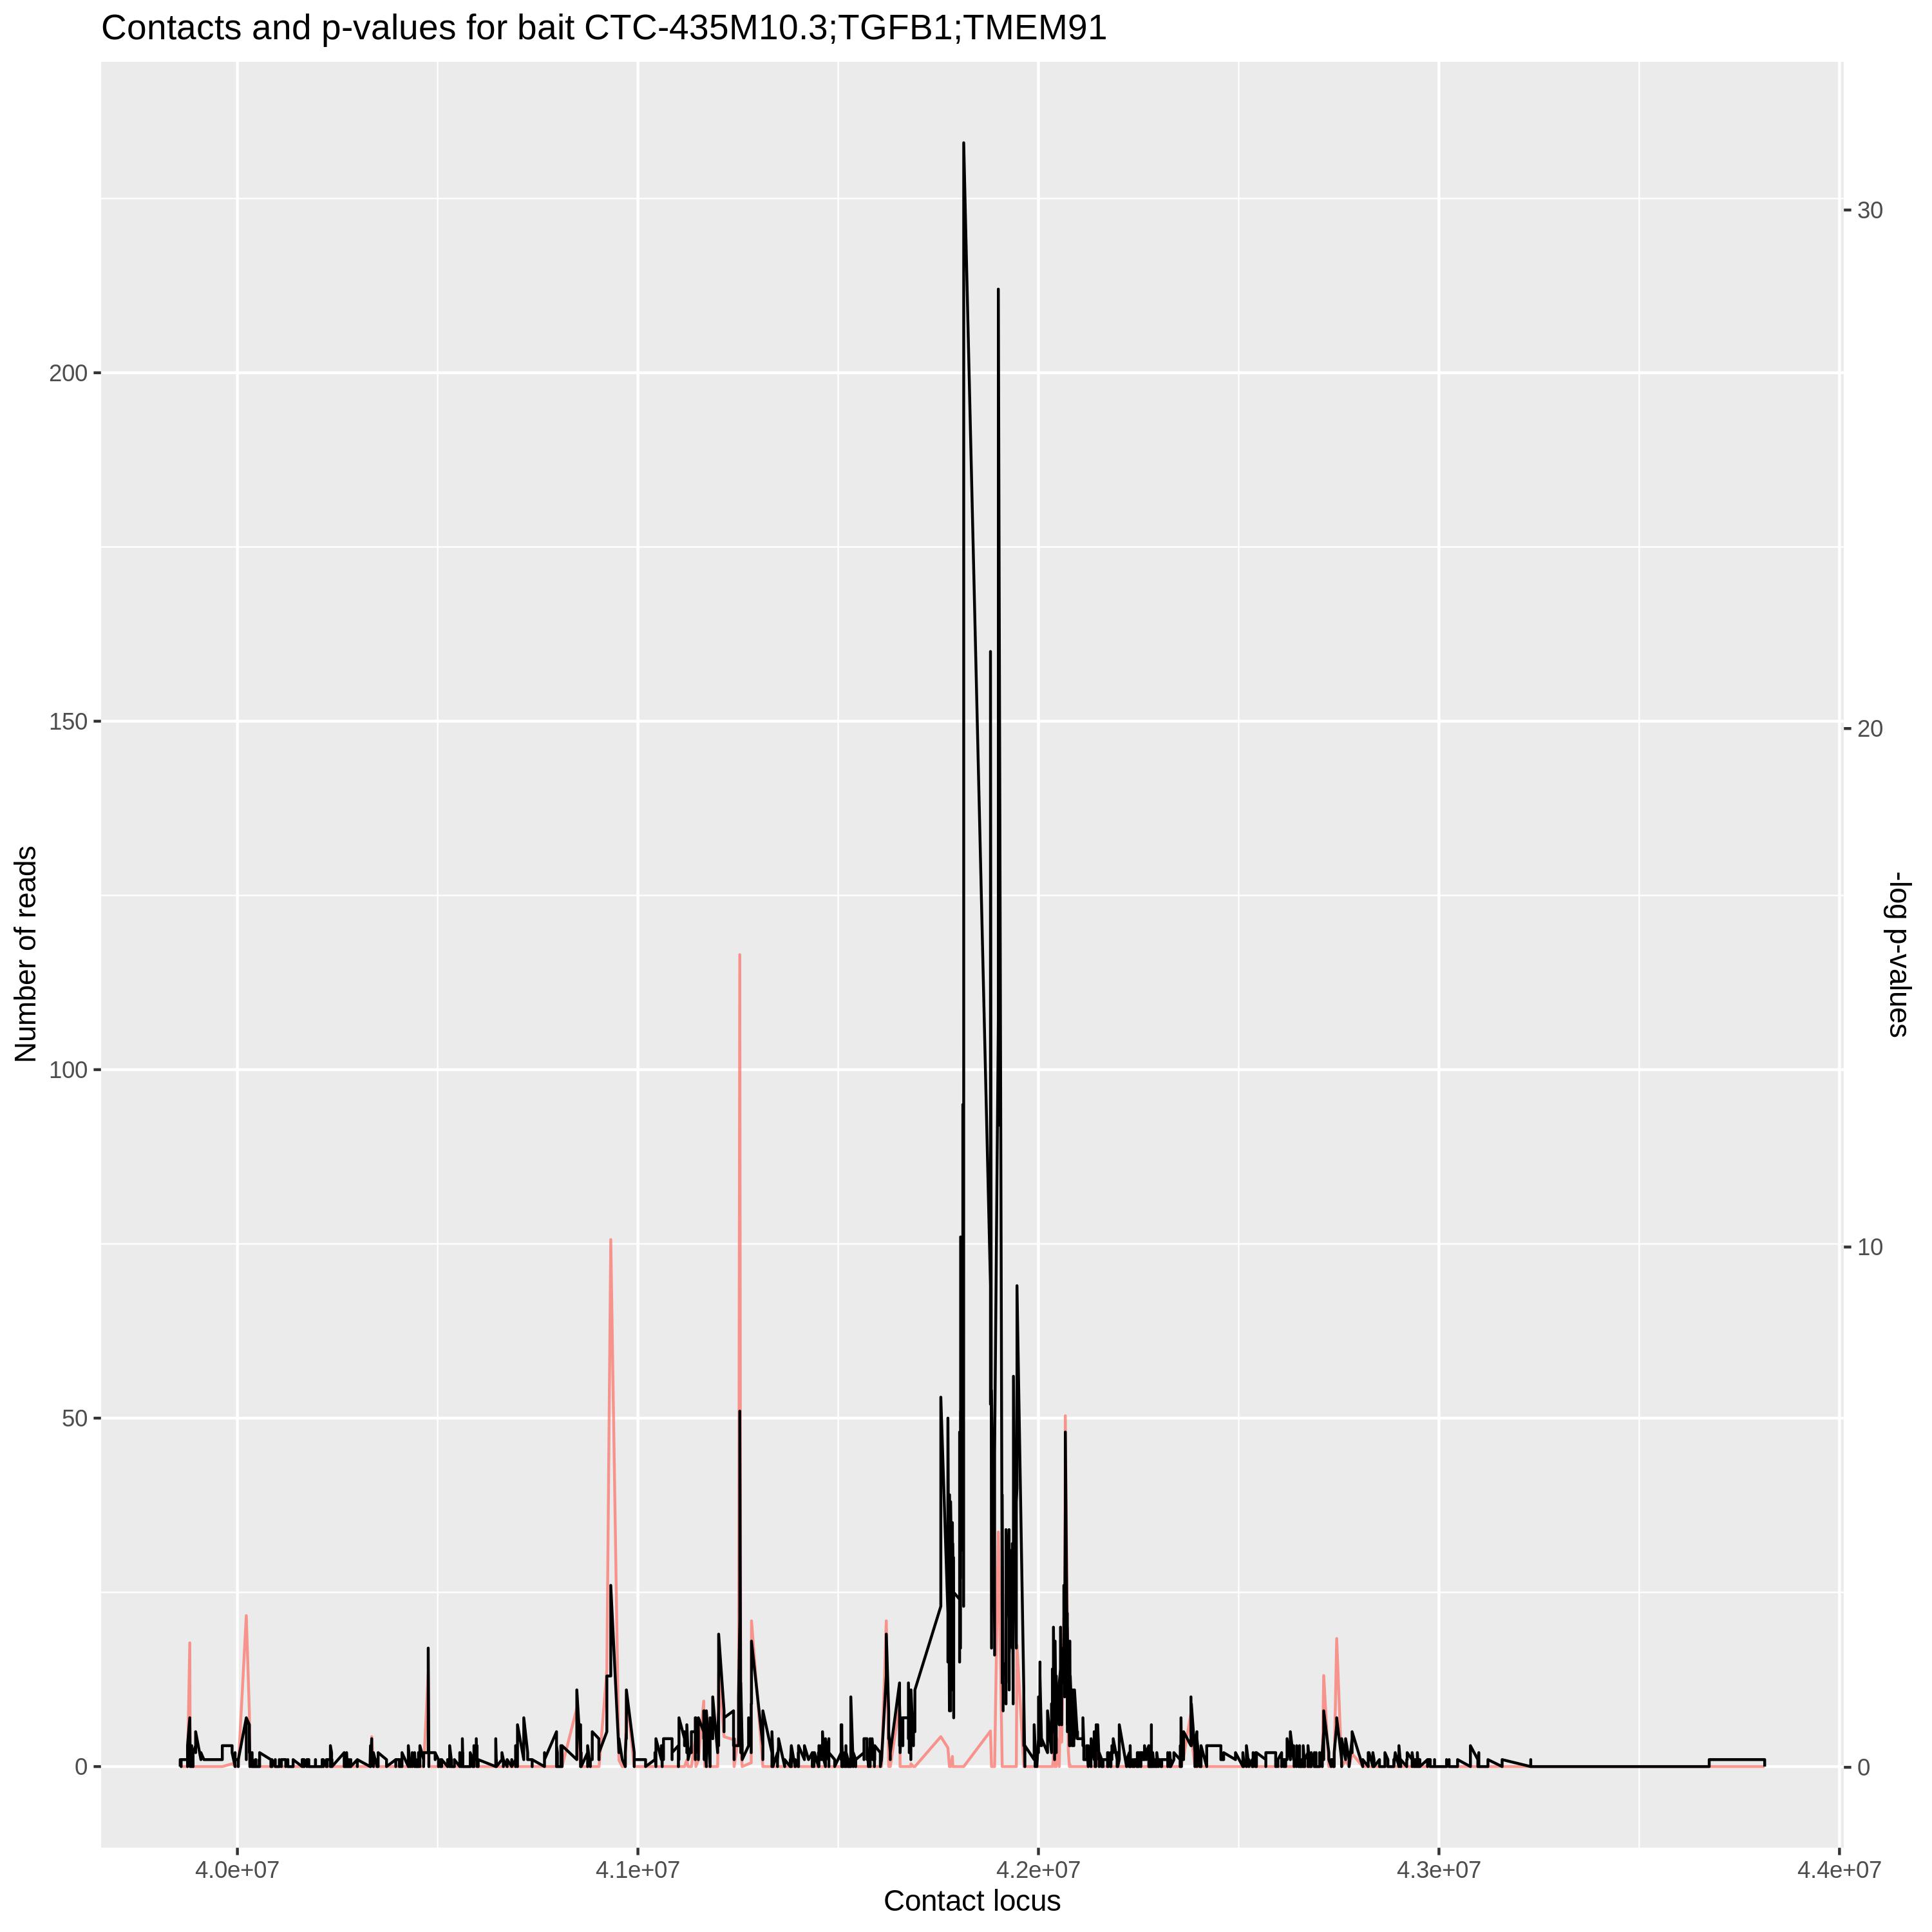 Contacts and p-values for bait CTC-435M10.3;TGFB1;TMEM91
200
150
100
50
0
Number of reads
30
20
10
0
-log p-values
4.0e+07 4.1e+07 4.2e+07 4.3e+07 4.4e+07
Contact locus